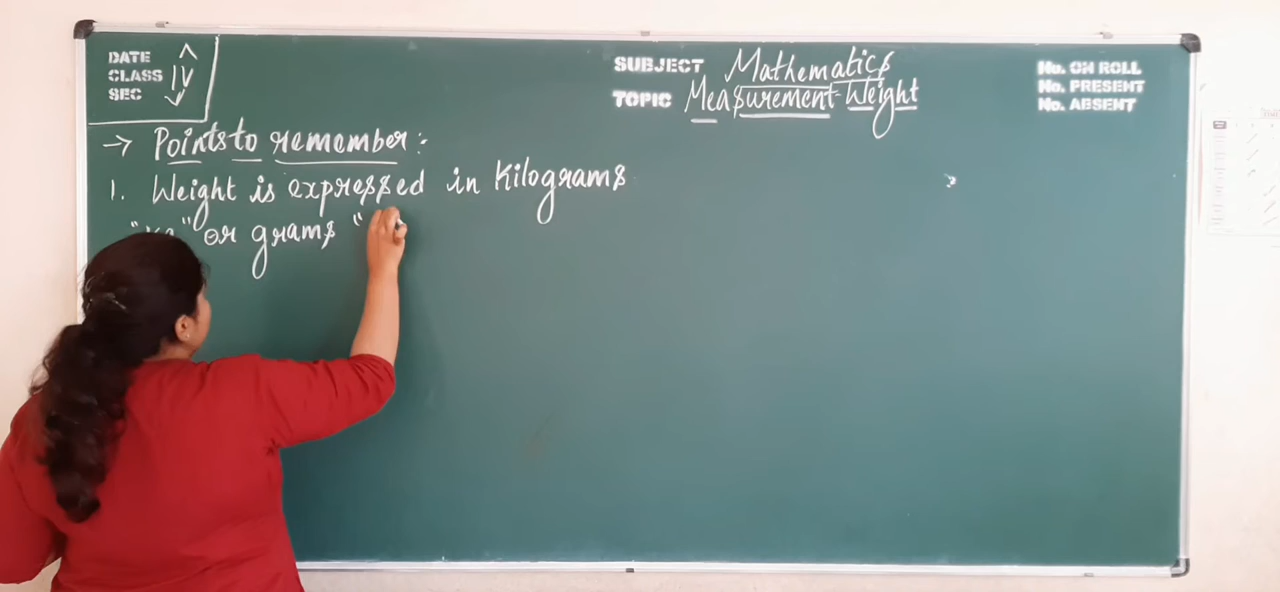 DATE
CLASS IV
SEC
SUBJECT Mathematics
TOPIC Measurement-Weight
No. ON ROLL
No. PRESENT
No. ABSENT
→ Points to remember:
1. Weight is expressed in Kilograms
"Kg" or grams "